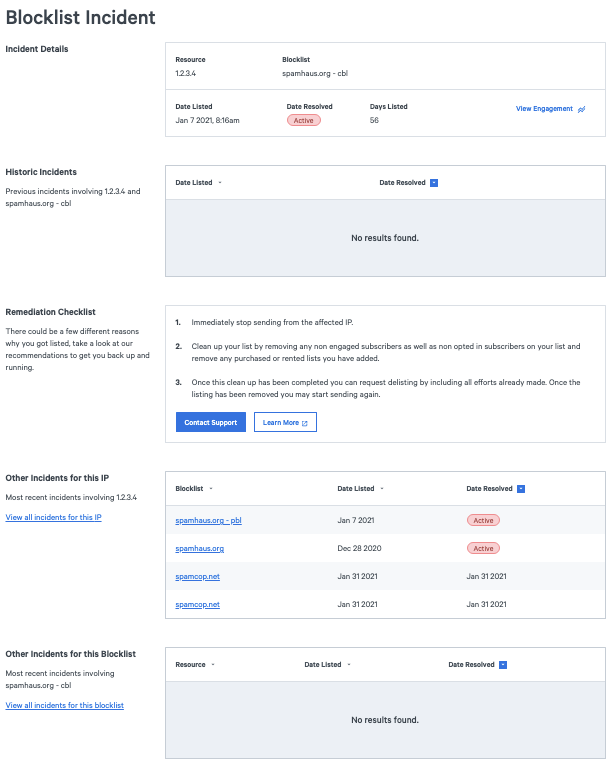 Blocklist Incident
Incident Details
Resource Blocklist
1.2.3.4 spamhaus.org - cbl
Date Listed Date Resolved Days Listed
Jan 7 2021, 8:16am Active 56 View Engagement
Historic Incidents
Previous incidents involving 1.2.3.4 and
spamhaus.org - cbl
Date Listed Date Resolved
No results found.
Remediation Checklist
There could be a few different reasons
why you got listed, take a look at our
recommendations to get you back up and
running.
1. Immediately stop sending from the affected IP.
2. Clean up your list by removing any non engaged subscribers as well as non opted in subscribers on your list and
remove any purchased or rented lists you have added.
3. Once this clean up has been completed you can request delisting by including all efforts already made. Once the
listing has been removed you may start sending again.
Contact Support Learn More
Other Incidents for this IP
Most recent incidents involving 1.2.3.4
View all incidents for this IP
Blocklist Date Listed Date Resolved
spamhaus.org - pbl Jan 7 2021 Active
spamhaus.org Dec 28 2020 Active
spamcop.net Jan 31 2021 Jan 31 2021
spamcop.net Jan 31 2021 Jan 31 2021
Other Incidents for this Blocklist
Most recent incidents involving
spamhaus.org - cbl
View all incidents for this blocklist
Resource Date Listed Date Resolved
No results found.